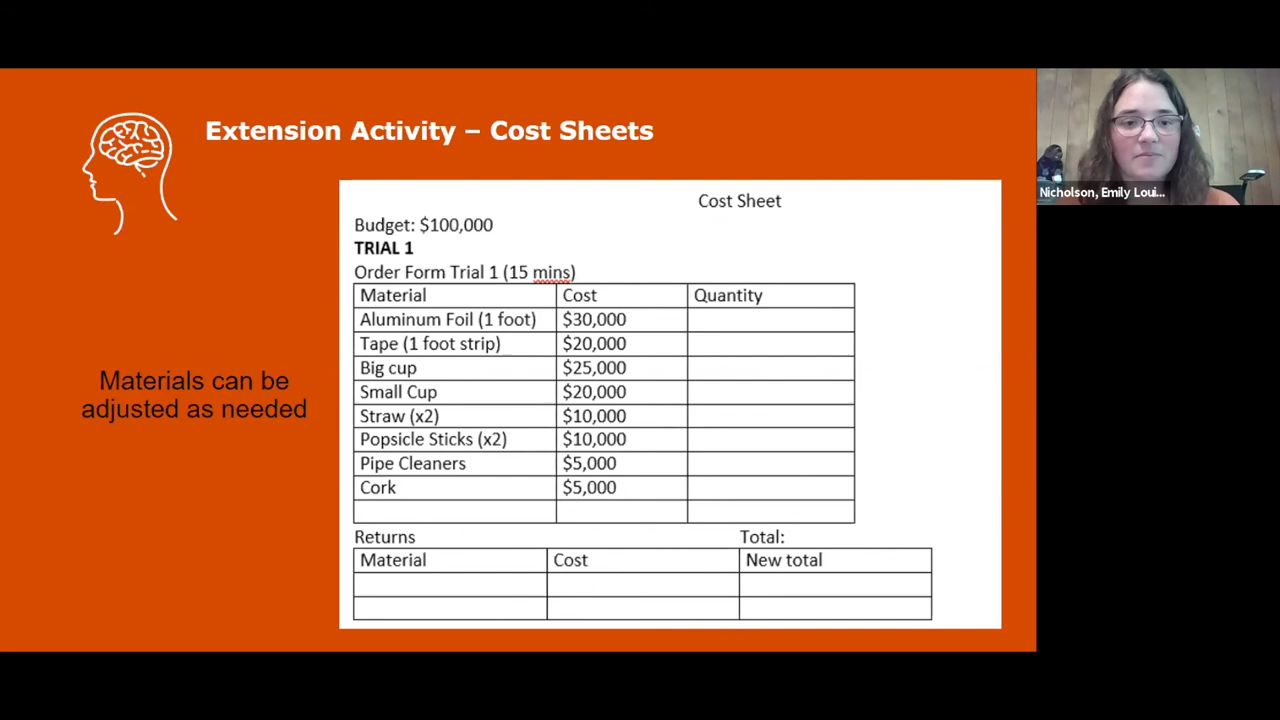 Extension Activity – Cost Sheets
Materials can be
adjusted as needed
Cost Sheet
Budget: $100,000
TRIAL 1
Order Form Trial 1 (15 mins)
Material Cost Quantity
Aluminum Foil (1 foot) $30,000
Tape (1 foot strip) $20,000
Big cup $25,000
Small Cup $20,000
Straw (x2) $10,000
Popsicle Sticks (x2) $10,000
Pipe Cleaners $5,000
Cork $5,000
Returns Total:
Material Cost New total
Nicholson, Emily Loui...